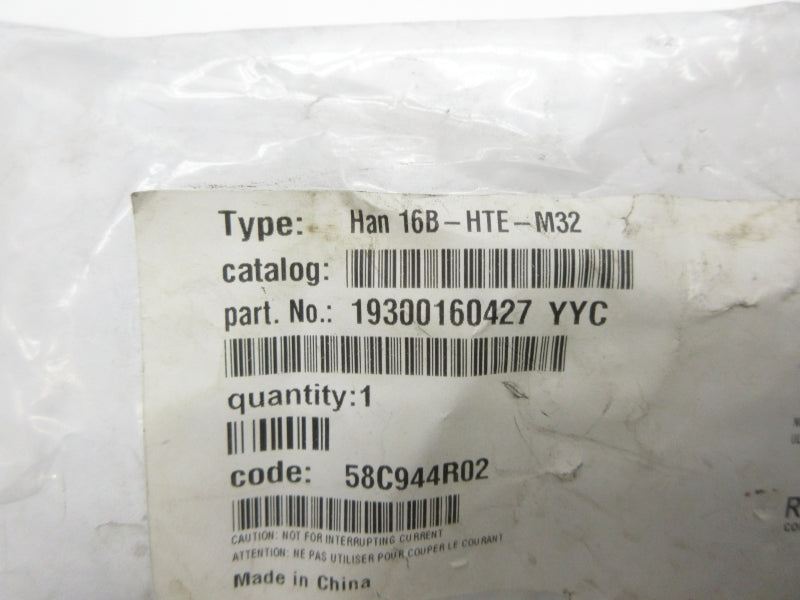 Type: Han 16B-HTE-M32
catalog:
part. No.: 19300160427 YYC
quantity:1
code: 58C944R02
CAUTION: NOT FOR INTERRUPTING CURRENT
ATTENTION: NE PAS UTILISER POUR COUPER LE COURANT
Made in China